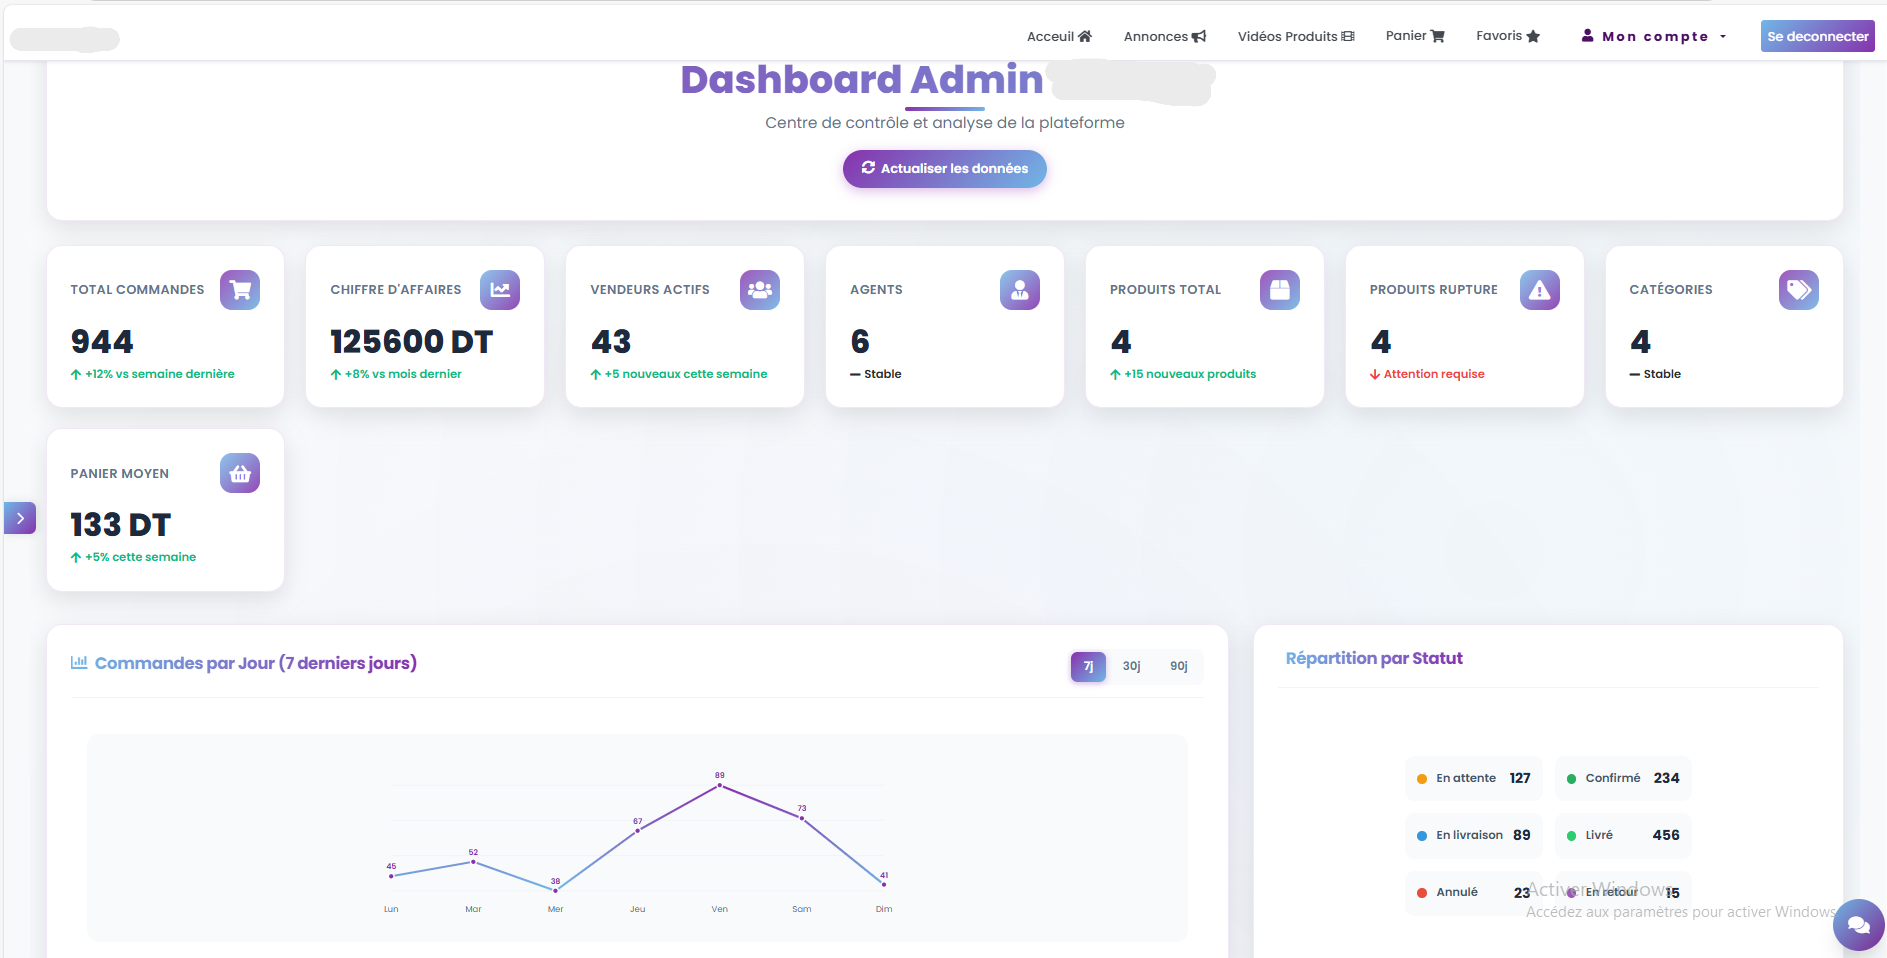 Acceuil
Annonces
Vidéos Produits
Panier
Favoris
Mon compte
Se deconnecter
Dashboard Admin
Centre de contrôle et analyse de la plateforme
Actualiser les données
TOTAL COMMANDES
944
+12% vs semaine dernière
CHIFFRE D'AFFAIRES
125600 DT
+8% vs mois dernier
VENDEURS ACTIFS
43
+5 nouveaux cette semaine
AGENTS
6
Stable
PRODUITS TOTAL
4
+15 nouveaux produits
PRODUITS RUPTURE
4
Attention requise
CATÉGORIES
4
Stable
PANIER MOYEN
133 DT
+5% cette semaine
Commandes par Jour (7 derniers jours)
7j
30j
90j
45
52
38
67
89
73
41
Lun
Mar
Mer
Jeu
Ven
Sam
Dim
Répartition par Statut
En attente 127
Confirmé 234
En livraison 89
Livré 456
Annulé 23
En retour 15
Activer Windows
Accédez aux paramètres pour activer Windows